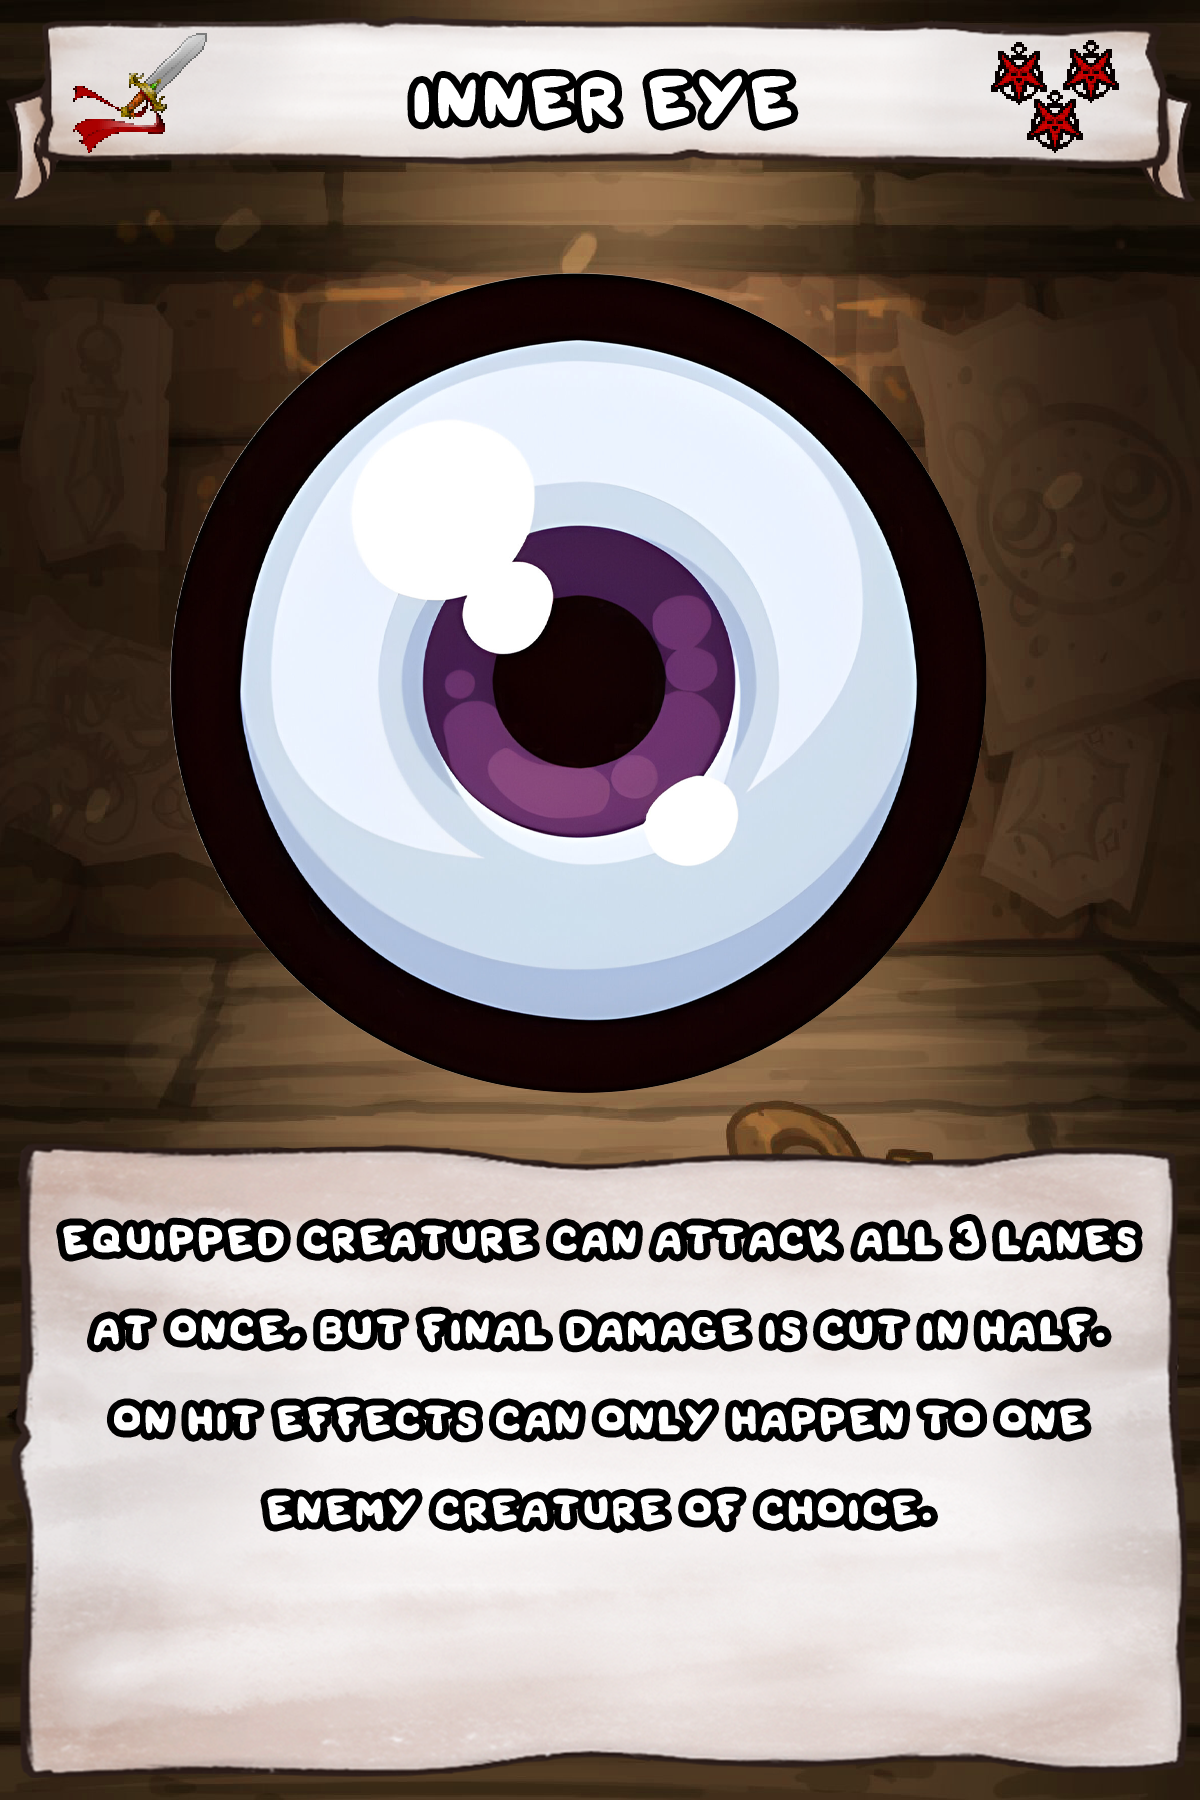 INNER EYE
EQUIPPED CREATURE CAN ATTACK ALL 3 LANES
AT ONCE, BUT FINAL DAMAGE IS CUT IN HALF.
ON HIT EFFECTS CAN ONLY HAPPEN TO ONE
ENEMY CREATURE OF CHOICE.